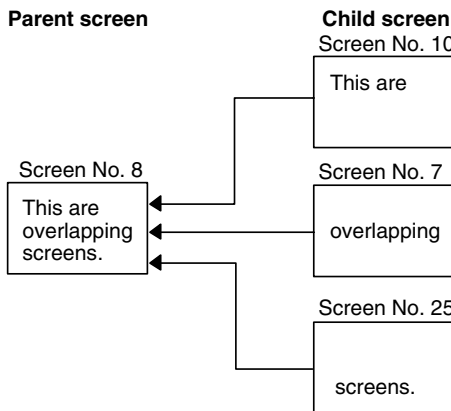 Parent screen
Child screen
Screen No. 10
This are
Screen No. 8
This are
overlapping
screens.
Screen No. 7
overlapping
Screen No. 25
screens.